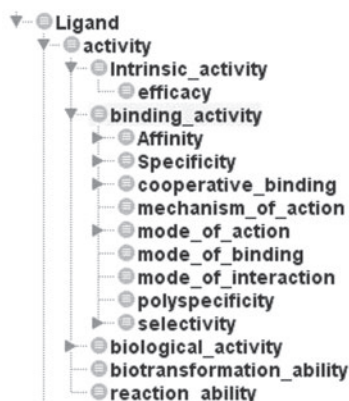 Ligand
activity
Intrinsic_activity
efficacy
binding_activity
Affinity
Specificity
cooperative_binding
mechanism_of_action
mode_of_action
mode_of_binding
mode_of_interaction
polyspecificity
selectivity
biological_activity
biotransformation_ability
reaction_ability